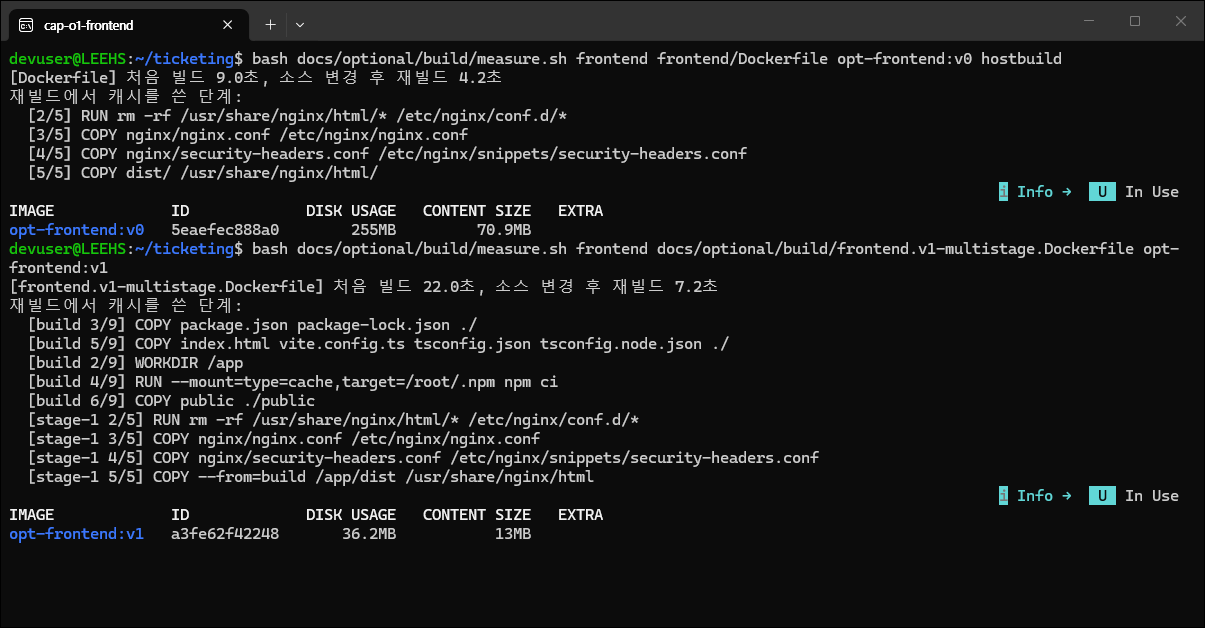 cap-o1-frontend
devuser@LEEHS:~/ticketing$ bash docs/optional/build/measure.sh frontend frontend/Dockerfile opt-frontend:v0 hostbuild
[Dockerfile] 처음 빌드 9.0초, 소스 변경 후 재빌드 4.2초
재빌드에서 캐시를 쓴 단계:
[2/5] RUN rm -rf /usr/share/nginx/html/* /etc/nginx/conf.d/*
[3/5] COPY nginx/nginx.conf /etc/nginx/nginx.conf
[4/5] COPY nginx/security-headers.conf /etc/nginx/snippets/security-headers.conf
[5/5] COPY dist/ /usr/share/nginx/html/
i Info → U In Use
IMAGE ID DISK USAGE CONTENT SIZE EXTRA
opt-frontend:v0 5eaefec888a0 255MB 70.9MB
devuser@LEEHS:~/ticketing$ bash docs/optional/build/measure.sh frontend docs/optional/build/frontend.v1-multistage.Dockerfile opt-
frontend:v1
[frontend.v1-multistage.Dockerfile] 처음 빌드 22.0초, 소스 변경 후 재빌드 7.2초
재빌드에서 캐시를 쓴 단계:
[build 3/9] COPY package.json package-lock.json ./
[build 5/9] COPY index.html vite.config.ts tsconfig.json tsconfig.node.json ./
[build 2/9] WORKDIR /app
[build 4/9] RUN --mount=type=cache,target=/root/.npm npm ci
[build 6/9] COPY public ./public
[stage-1 2/5] RUN rm -rf /usr/share/nginx/html/* /etc/nginx/conf.d/*
[stage-1 3/5] COPY nginx/nginx.conf /etc/nginx/nginx.conf
[stage-1 4/5] COPY nginx/security-headers.conf /etc/nginx/snippets/security-headers.conf
[stage-1 5/5] COPY --from=build /app/dist /usr/share/nginx/html
i Info → U In Use
IMAGE ID DISK USAGE CONTENT SIZE EXTRA
opt-frontend:v1 a3fe62f42248 36.2MB 13MB